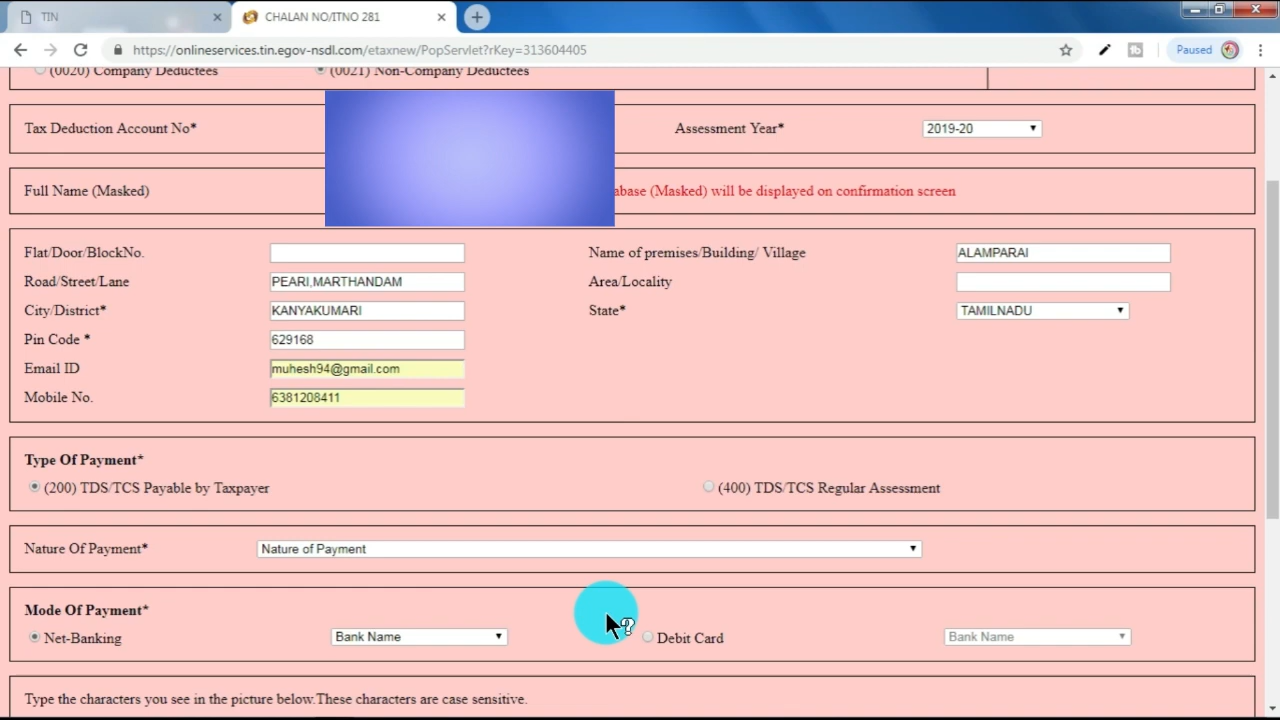 TIN
CHALAN NO/ITNO 281
https://onlineservices.tin.egov-nsdl.com/etaxnew/PopServlet?rKey=313604405
Paused
(0020) Company Deductees (0021) Non-Company Deductees
Tax Deduction Account No* Assessment Year* 2019-20
Full Name (Masked) abase (Masked) will be displayed on confirmation screen
Flat/Door/BlockNo. Name of premises/Building/ Village ALAMPARAI
Road/Street/Lane PEARI,MARTHANDAM Area/Locality
City/District* KANYAKUMARI State* TAMILNADU
Pin Code * 629168
Email ID muhesh94@gmail.com
Mobile No. 6381208411
Type Of Payment*
(200) TDS/TCS Payable by Taxpayer (400) TDS/TCS Regular Assessment
Nature Of Payment* Nature of Payment
Mode Of Payment*
Net-Banking Bank Name Debit Card Bank Name
Type the characters you see in the picture below.These characters are case sensitive.